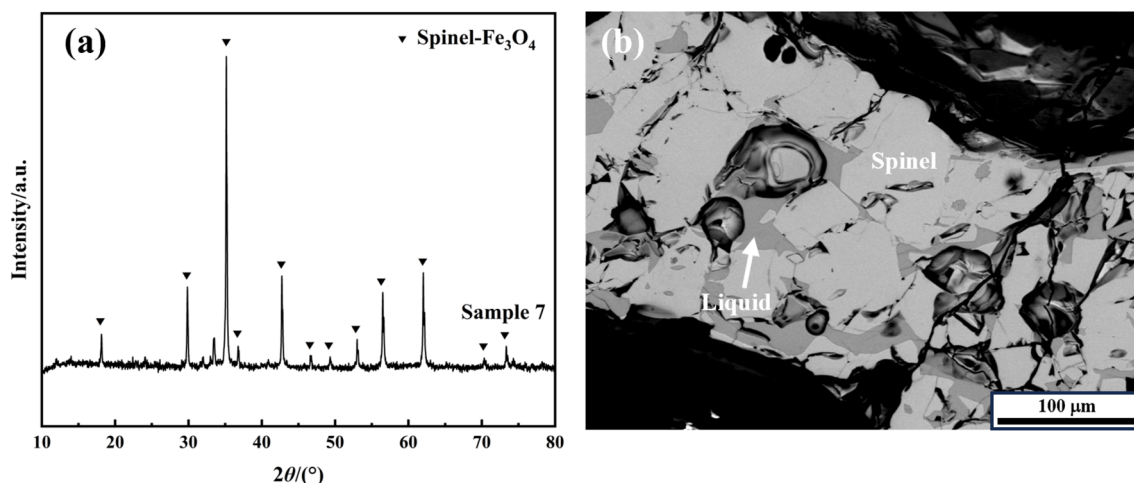 (a)
▼ Spinel-Fe₃O₄
Intensity/a.u.
Sample 7
10 20 30 40 50 60 70 80
2θ/(°)
(b)
Spinel
Liquid
100 μm